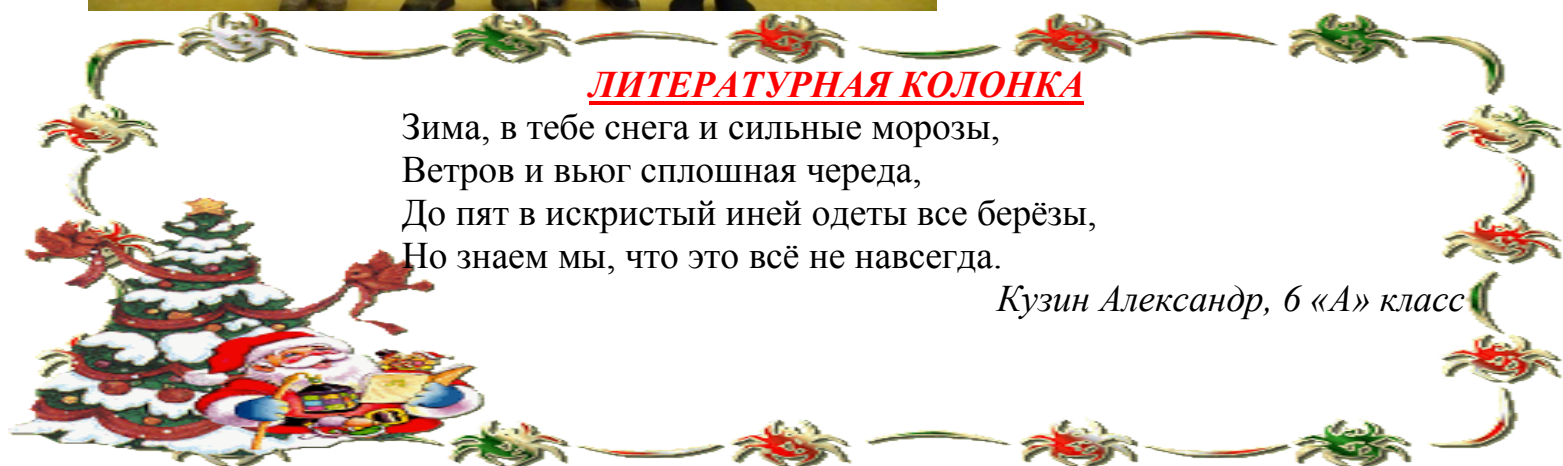 ЛИТЕРАТУРНАЯ КОЛОНКА
Зима, в тебе снега и сильные морозы,
Ветров и вьюг сплошная череда,
До пят в искристый иней одеты все берёзы,
Но знаем мы, что это всё не навсегда.
Кузин Александр, 6 «А» класс